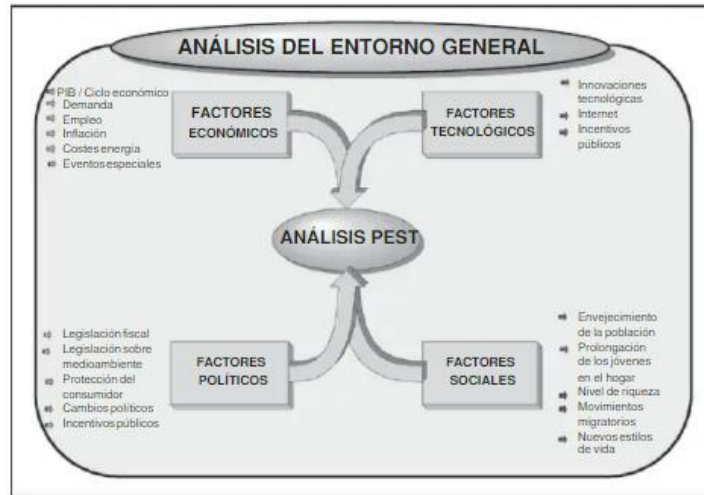 ANÁLISIS DEL ENTORNO GENERAL
PIB / Ciclo económico
Demanda
Empleo
Inflación
Costes energía
Eventos especiales
FACTORES
ECONÓMICOS
FACTORES
TECNOLÓGICOS
Innovaciones
tecnológicas
Internet
Incentivos
públicos
ANÁLISIS PEST
Legislación fiscal
Legislación sobre
medioambiente
Protección del
consumidor
Cambios políticos
Incentivos públicos
FACTORES
POLÍTICOS
FACTORES
SOCIALES
Envejecimiento
de la población
Prolongación
de los jóvenes
en el hogar
Nivel de riqueza
Movimientos
migratorios
Nuevos estilos
de vida